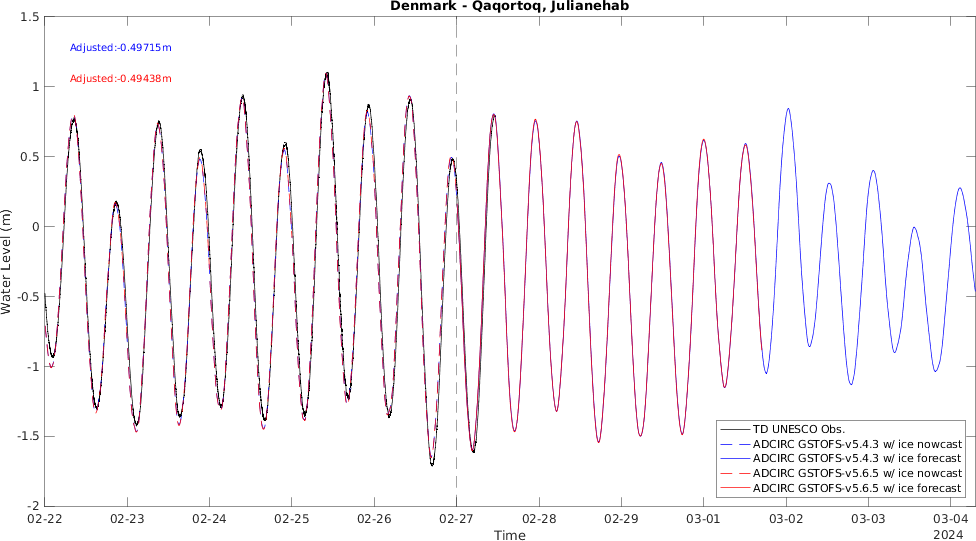 Denmark - Qaqortoq, Julianehab
1.5
1
0.5
0
-0.5
-1
-1.5
-2
Water Level (m)
Adjusted:-0.49715m
Adjusted:-0.49438m
TD UNESCO Obs.
ADCIRC GSTOFS-v5.4.3 w/ ice nowcast
ADCIRC GSTOFS-v5.4.3 w/ ice forecast
ADCIRC GSTOFS-v5.6.5 w/ ice nowcast
ADCIRC GSTOFS-v5.6.5 w/ ice forecast
02-22 02-23 02-24 02-25 02-26 02-27 02-28 02-29 03-01 03-02 03-03 03-04
Time
2024